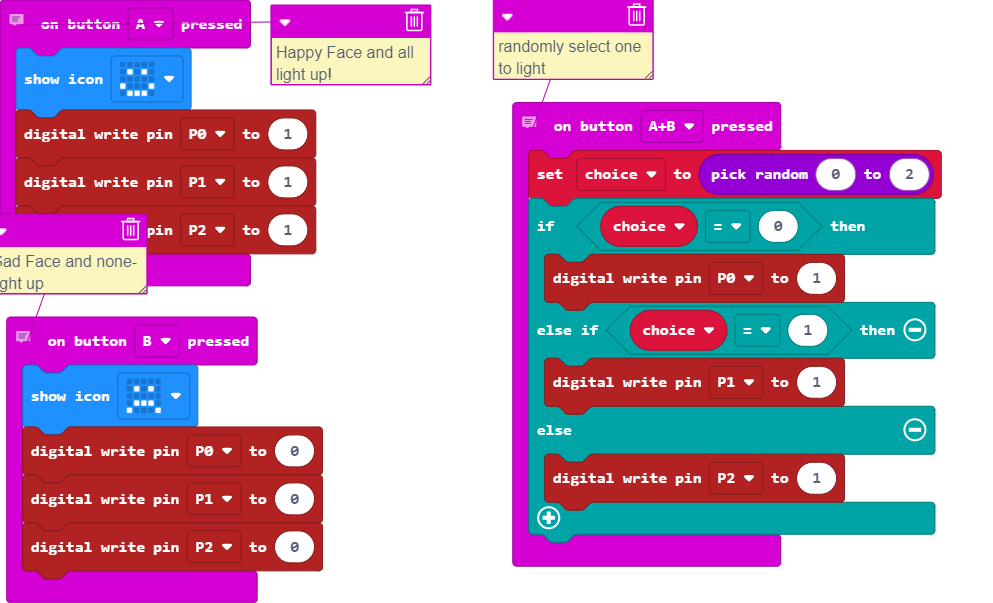 on button A pressed
show icon
digital write pin P0 to 1
digital write pin P1 to 1
pin P2 to 1
Happy Face and all
light up!
Sad Face and none-
ght up
on button B pressed
show icon
digital write pin P0 to 0
digital write pin P1 to 0
digital write pin P2 to 0
randomly select one
to light
on button A+B pressed
set choice to pick random 0 to 2
if choice = 0 then
digital write pin P0 to 1
else if choice = 1 then
digital write pin P1 to 1
else
digital write pin P2 to 1